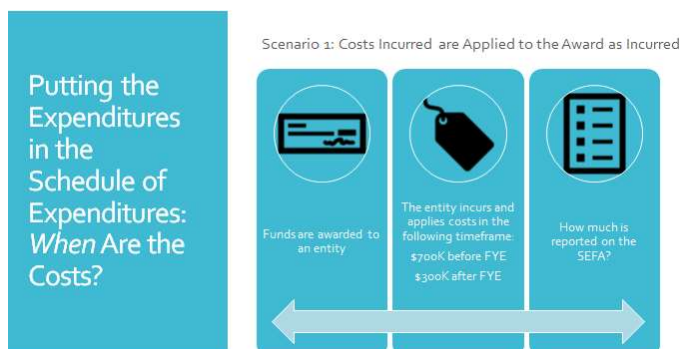 Scenario 1: Costs Incurred are Applied to the Award as Incurred
Putting the
Expenditures
in the
Schedule of
Expenditures:
When Are the
Costs?
Funds are awarded to
an entity
The entity incurs and
applies costs in the
following timeframe:
$700K before FYE
$300K after FYE
How much is
reported on the
SEFA?